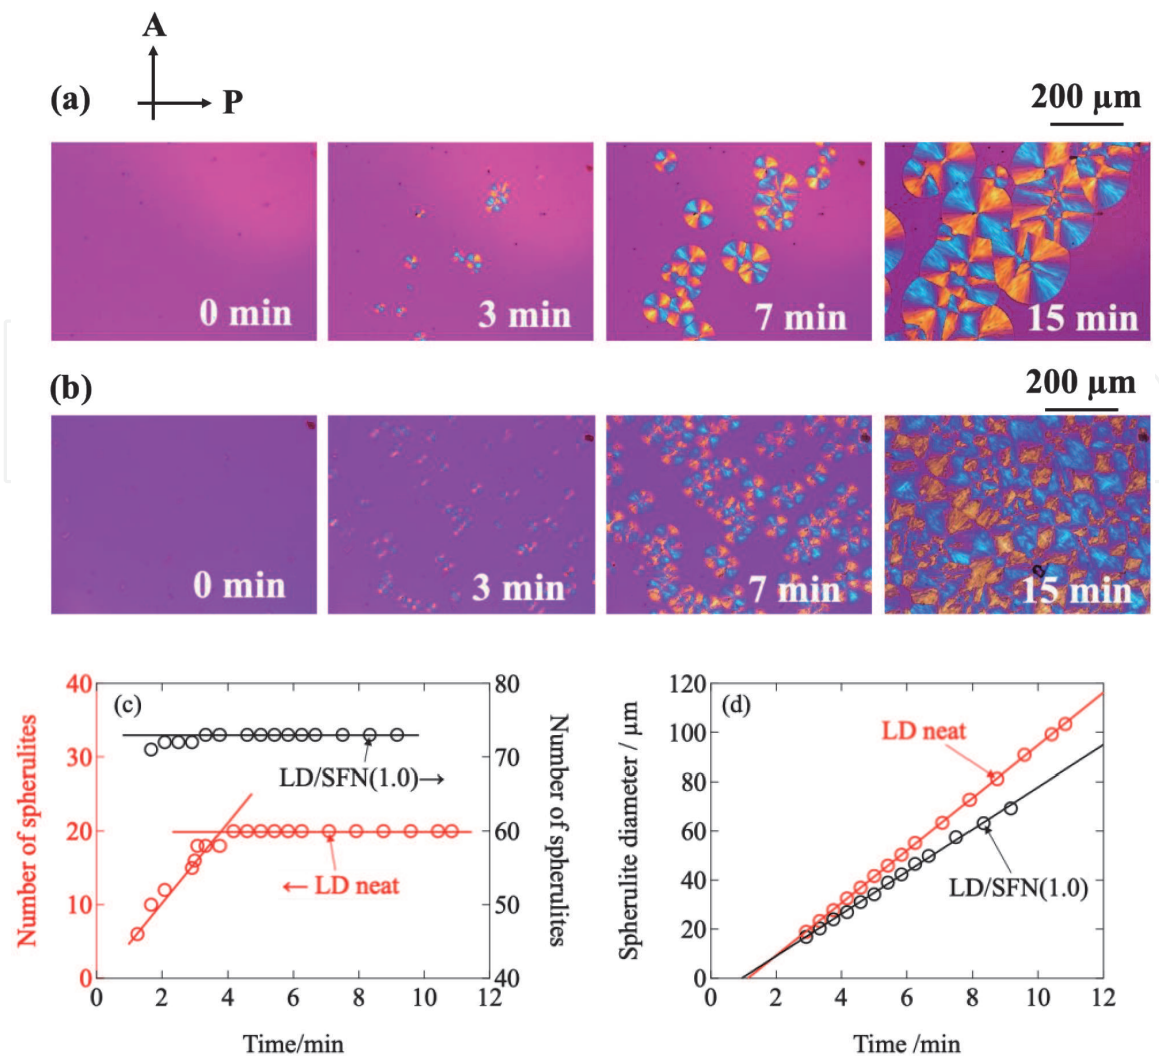 A
P
(a)
200 μm
0 min
3 min
7 min
15 min
(b)
200 μm
0 min
3 min
7 min
15 min
(c)
Number of spherulites
40
30
20
10
0
80
70
60
50
40
Number of spherulites
LD/SFN(1.0)→
← LD neat
0 2 4 6 8 10 12
Time/min
(d)
Spherulite diameter / μm
120
100
80
60
40
20
0
LD neat
LD/SFN(1.0)
0 2 4 6 8 10 12
Time /min